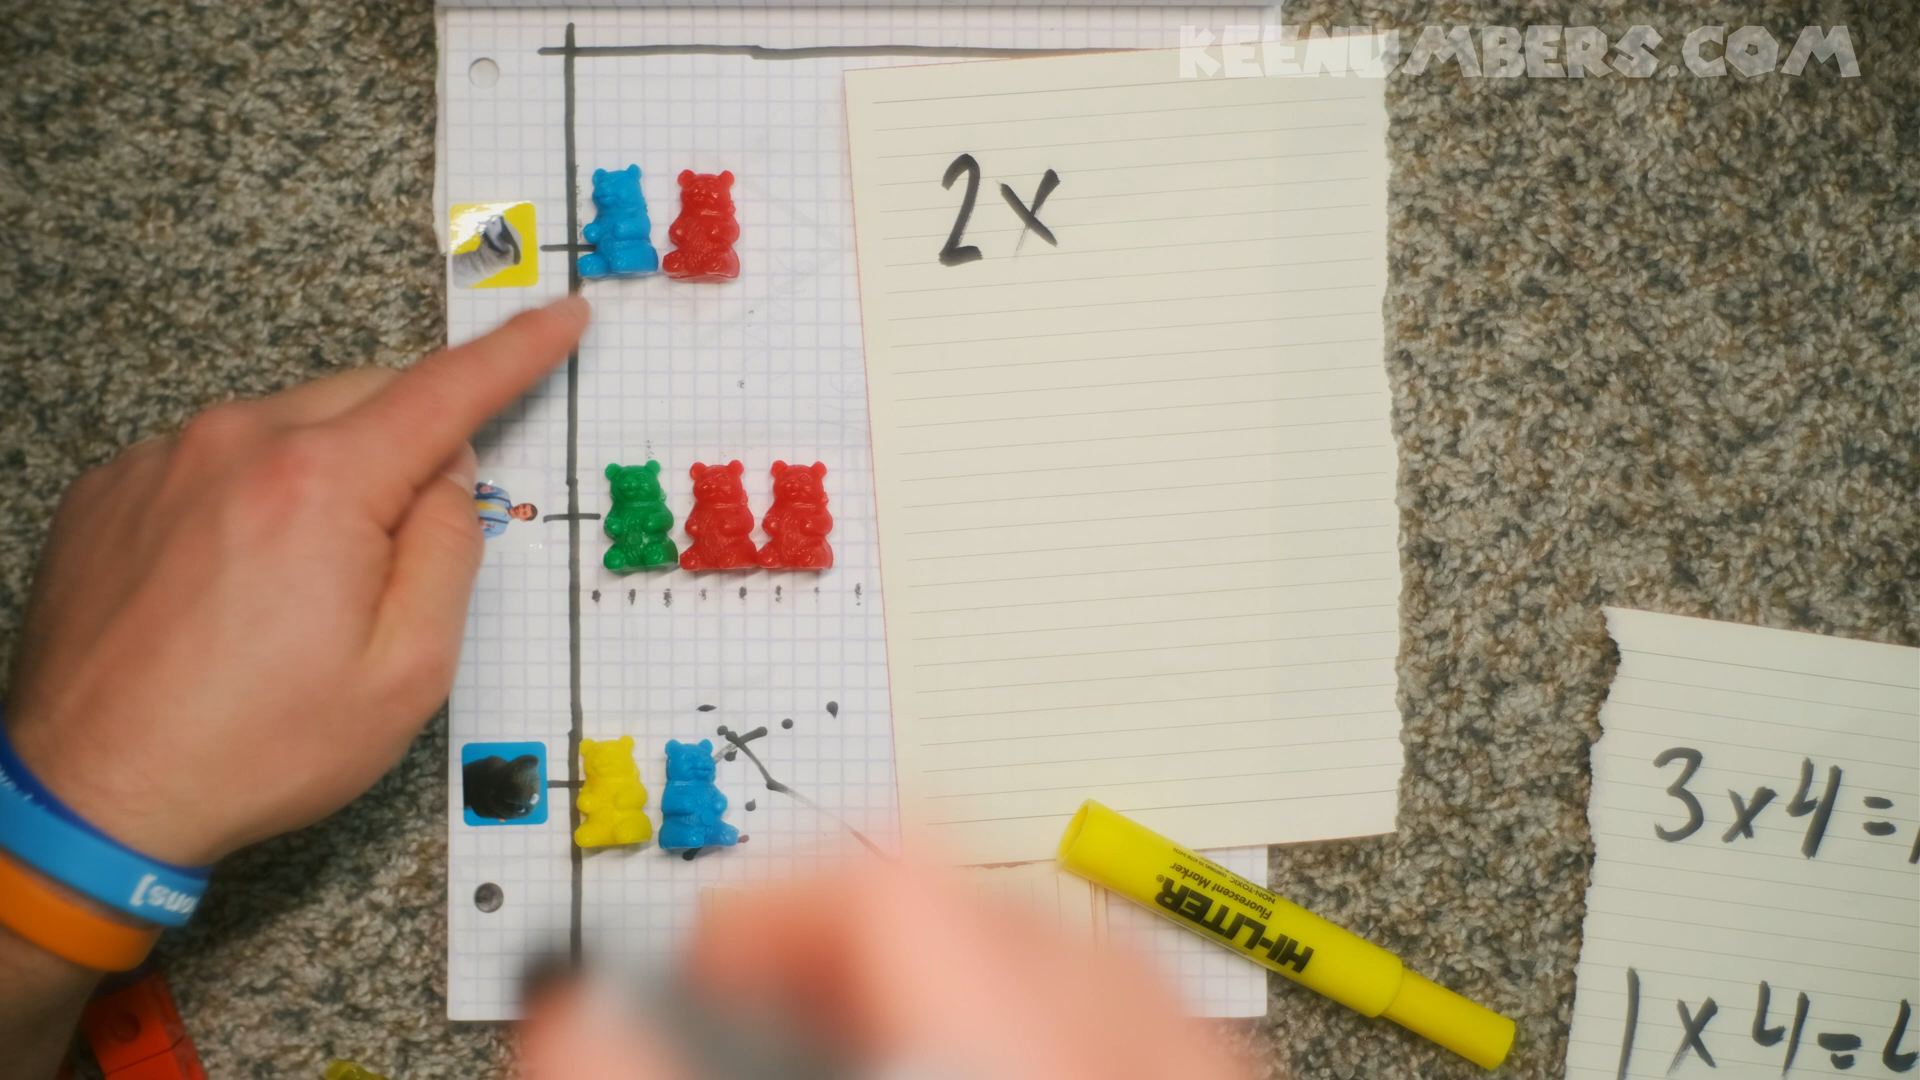 KEENUMBERS.COM
2x
3x4=
1x4=
HI-LITER®
Fluorescent Marker